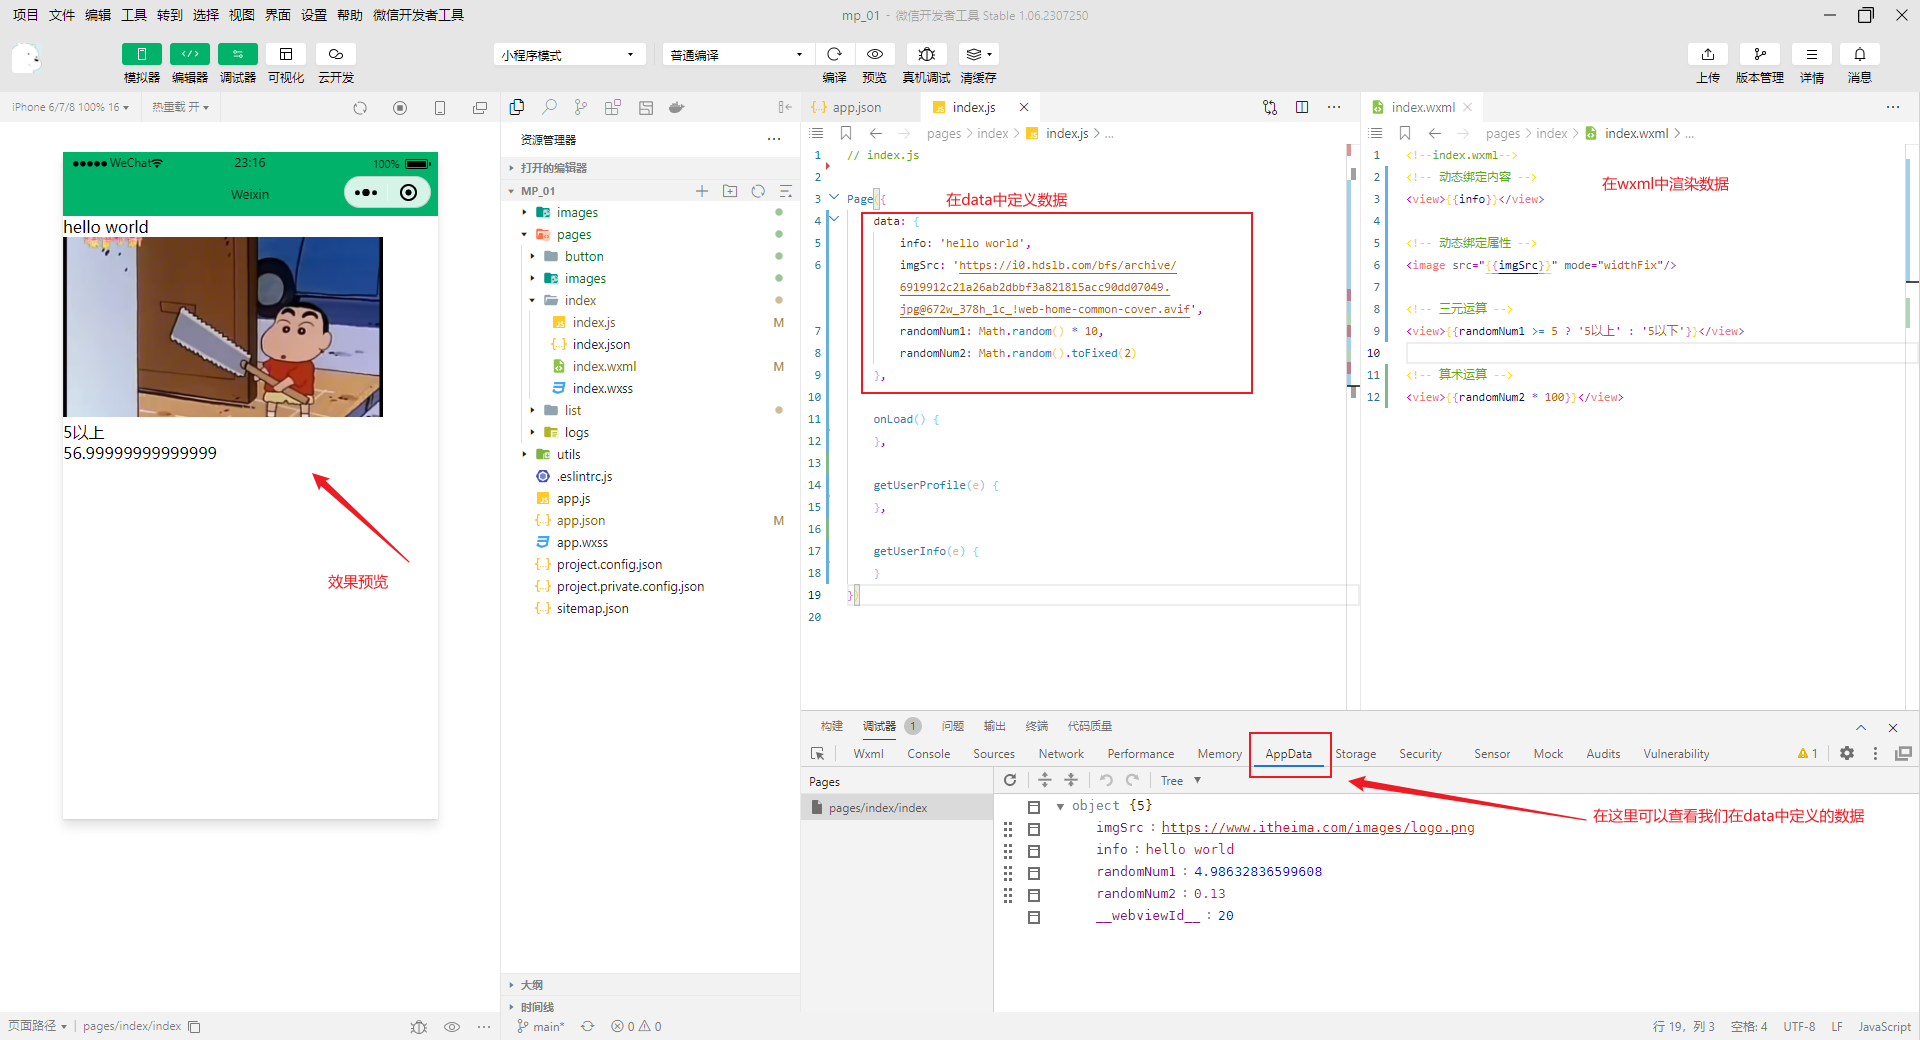 项目 文件 编辑 工具 转到 选择 视图 界面 设置 帮助 微信开发者工具
mp_01 - 微信开发者工具 Stable 1.06.2307250
模拟器 编辑器 调试器 可视化 云开发
小程序模式
普通编译
编译 预览 真机调试 清缓存
上传 版本管理 详情 消息
iPhone 6/7/8 100% 16
热重载 开
WeChat
23:16
100%
Weixin
hello world
5以上
56.99999999999999
效果预览
页面路径
pages/index/index
资源管理器
打开的编辑器
MP_01
images
pages
button
images
index
index.js M
index.json
index.wxml M
index.wxss
list
logs
utils
.eslintrc.js
app.js
app.json M
app.wxss
project.config.json
project.private.config.json
sitemap.json
大纲
时间线
main*
0 0
app.json
index.js
pages > index > index.js > ...
1 // index.js
2
在data中定义数据
3 Page({
4 data: {
5 info: 'hello world',
6 imgSrc: 'https://i0.hdslb.com/bfs/archive/
6919912c21a26ab2dbbf3a821815acc90dd07049.
jpg@672w_378h_1c_!web-home-common-cover.avif',
7 randomNum1: Math.random() * 10,
8 randomNum2: Math.random().toFixed(2)
9 },
10
11 onLoad() {
12 },
13
14 getUserProfile(e) {
15 },
16
17 getUserInfo(e) {
18 }
19 })
20
index.wxml
pages > index > index.wxml > ...
1 <!--index.wxml-->
2 <!-- 动态绑定内容 -->
在wxml中渲染数据
3 <view>{{info}}</view>
4
5 <!-- 动态绑定属性 -->
6 <image src="{{imgSrc}}" mode="widthFix"/>
7
8 <!-- 三元运算 -->
9 <view>{{randomNum1 >= 5 ? '5以上' : '5以下'}}</view>
10
11 <!-- 算术运算 -->
12 <view>{{randomNum2 * 100}}</view>
构建 调试器 1 问题 输出 终端 代码质量
Wxml Console Sources Network Performance Memory AppData Storage Security Sensor Mock Audits Vulnerability 1
Pages
pages/index/index
Tree
object {5}
imgSrc : https://www.itheima.com/images/logo.png
info : hello world
randomNum1 : 4.98632836599608
randomNum2 : 0.13
__webviewId__ : 20
在这里可以查看我们在data中定义的数据
行 19，列 3 空格: 4 UTF-8 LF JavaScript